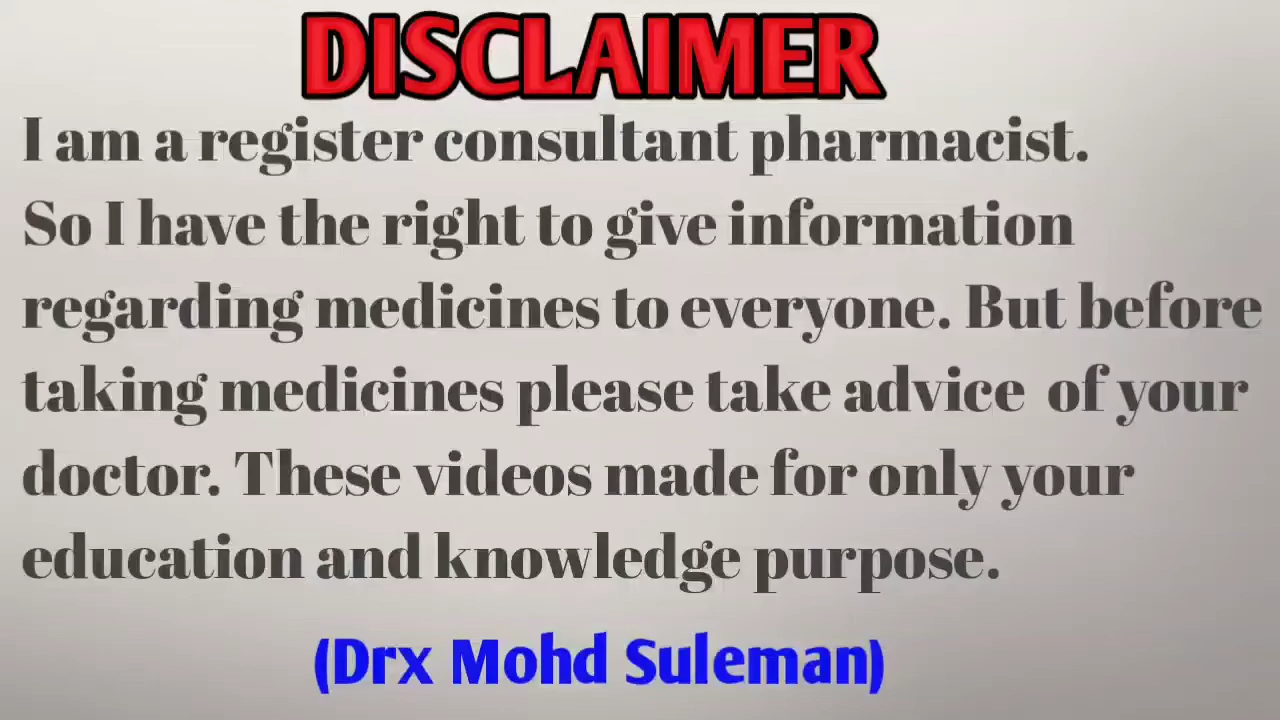 DISCLAIMER
I am a register consultant pharmacist.
So I have the right to give information
regarding medicines to everyone. But before
taking medicines please take advice of your
doctor. These videos made for only your
education and knowledge purpose.
(Drx Mohd Suleman)